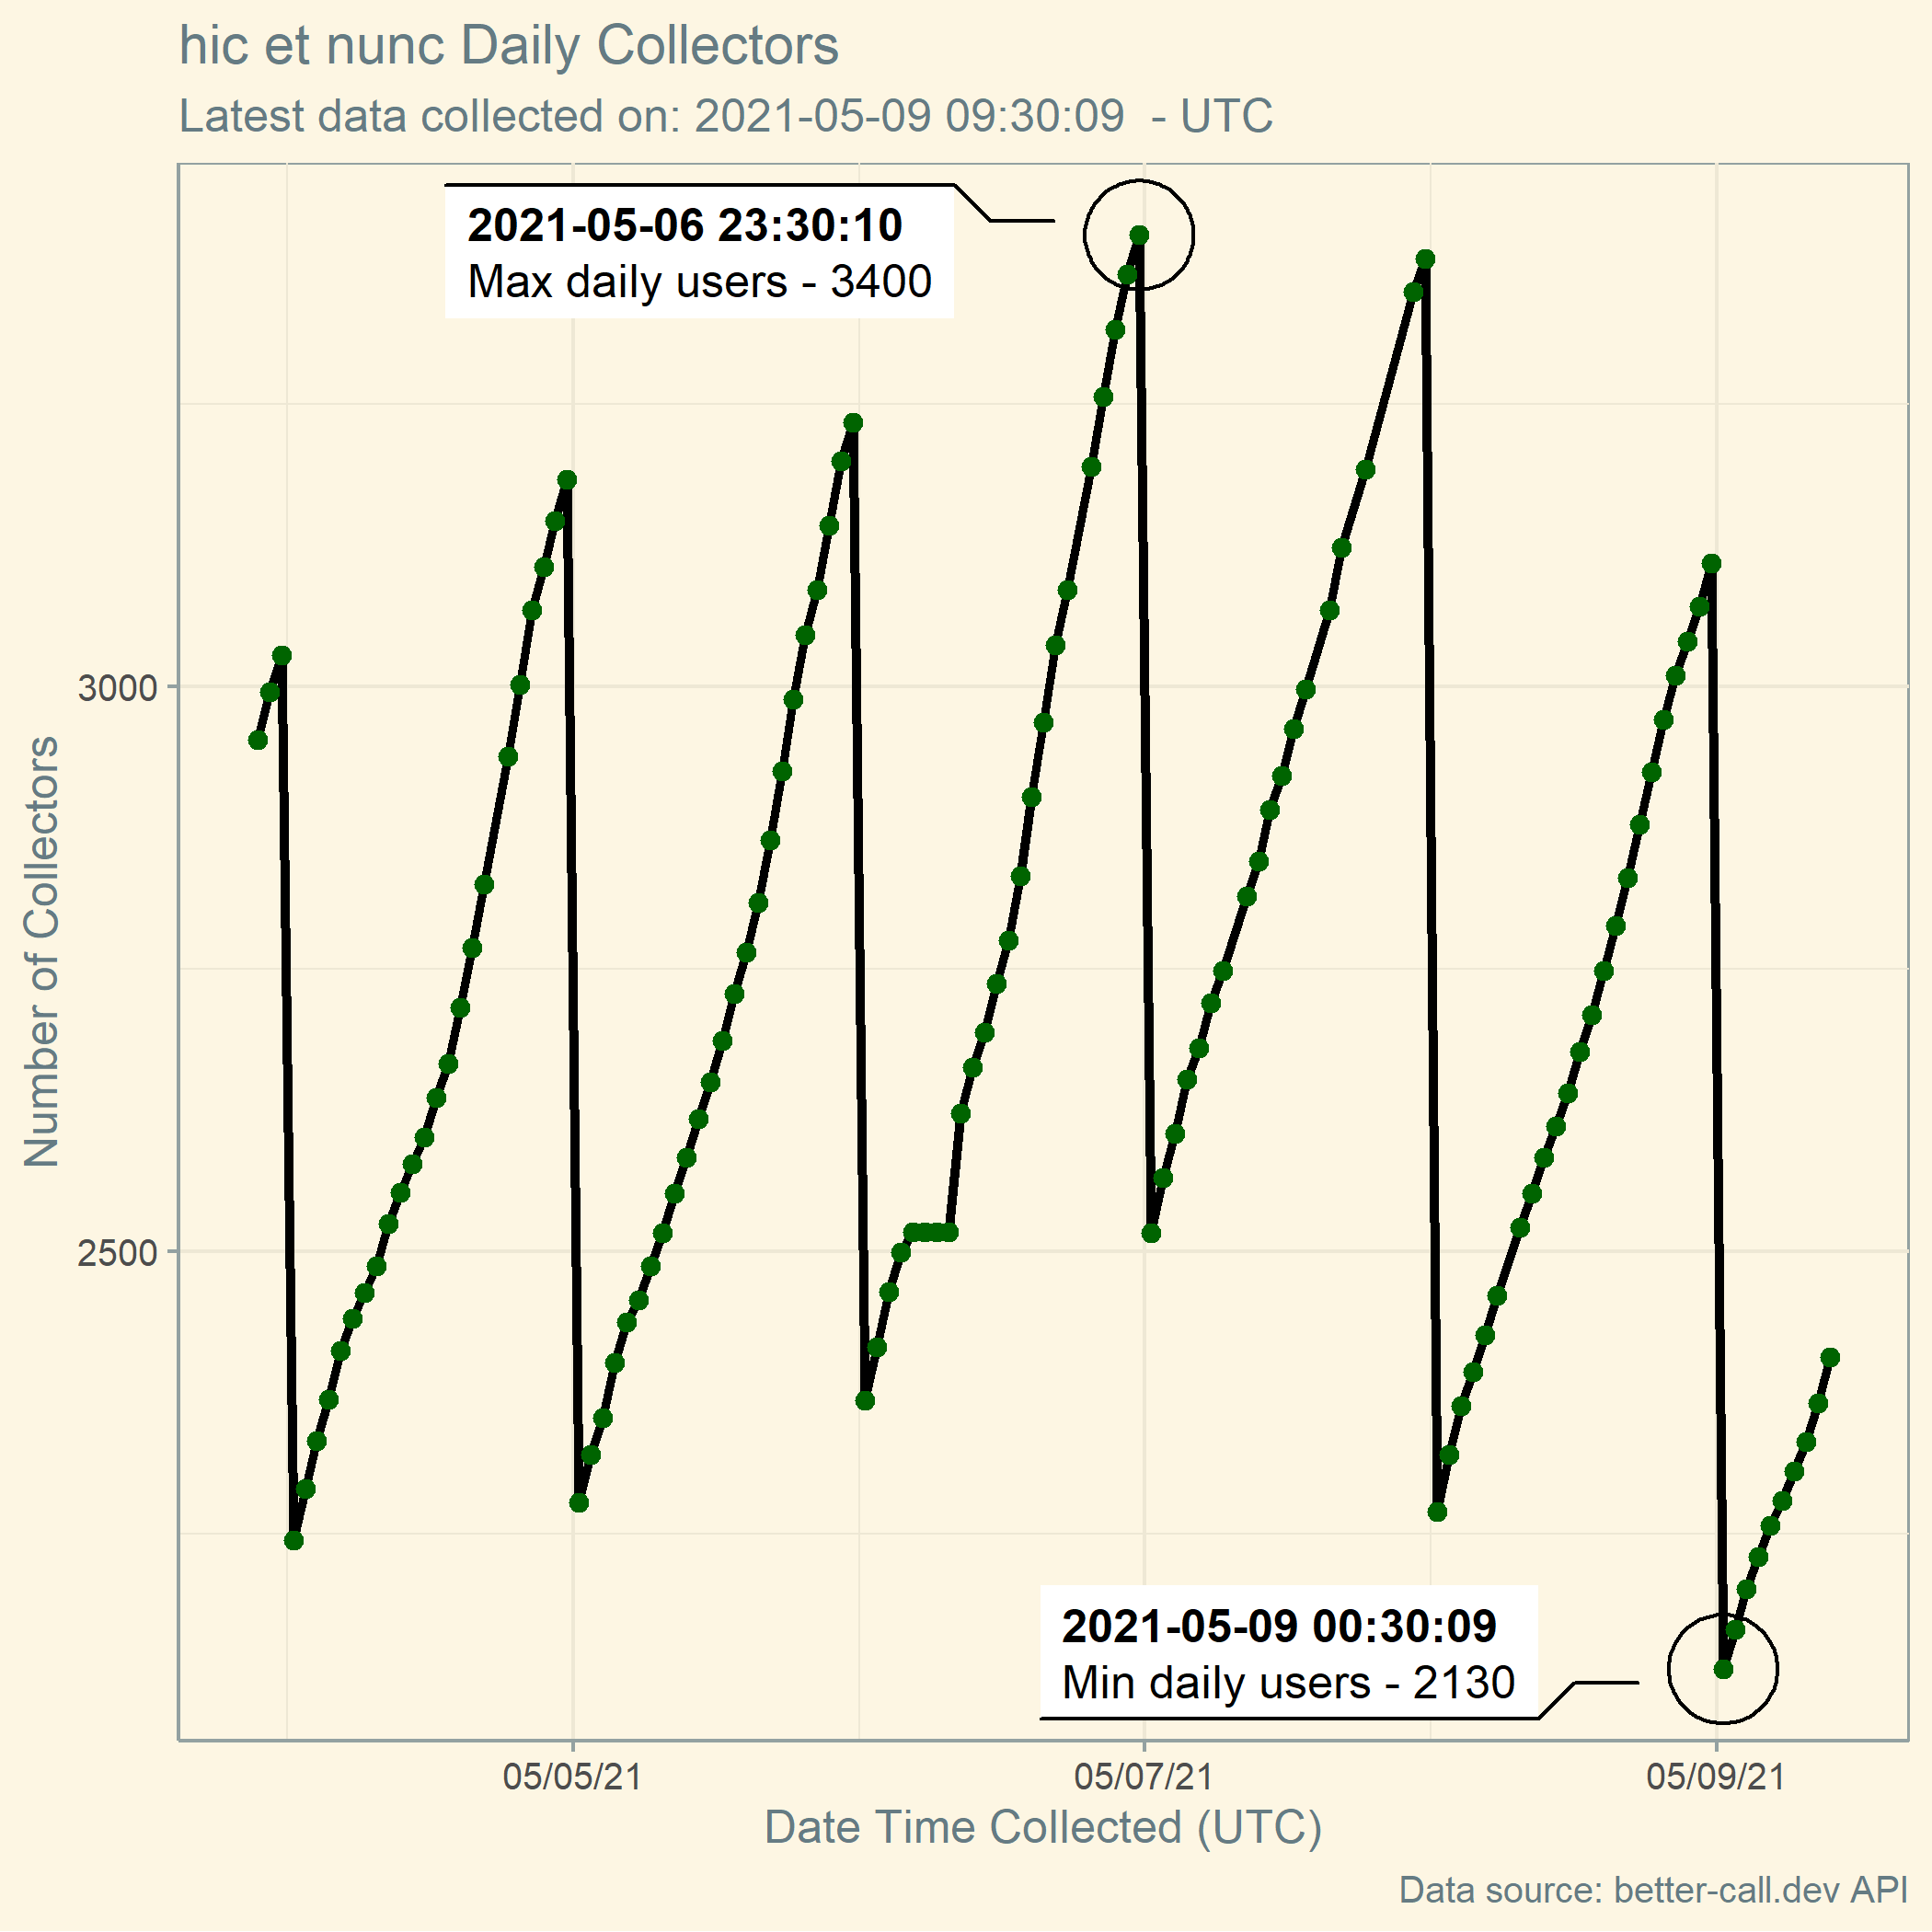 hic et nunc Daily Collectors
Latest data collected on: 2021-05-09 09:30:09  - UTC
2021-05-06 23:30:10
Max daily users - 3400
Number of Collectors
3000
2500
2021-05-09 00:30:09
Min daily users - 2130
05/05/21
05/07/21
05/09/21
Date Time Collected (UTC)
Data source: better-call.dev API